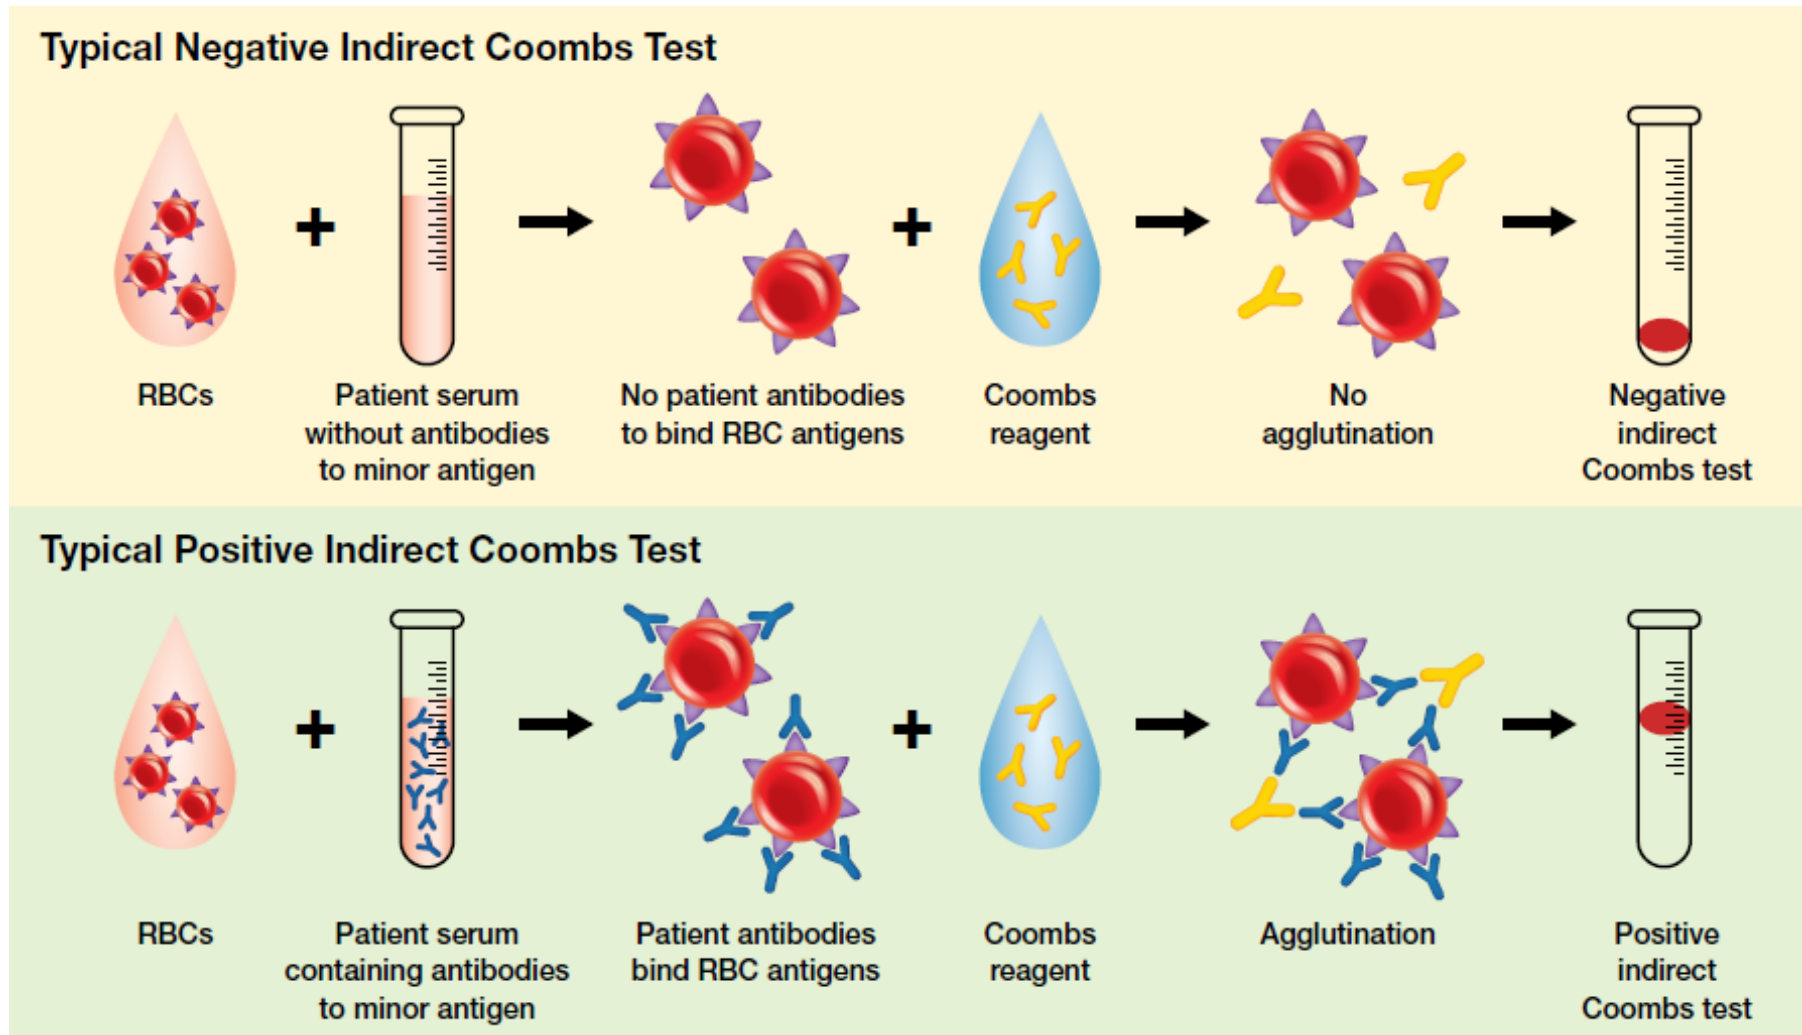 Typical Negative Indirect Coombs Test
RBCs
Patient serum
without antibodies
to minor antigen
No patient antibodies
to bind RBC antigens
Coombs
reagent
No
agglutination
Negative
indirect
Coombs test
Typical Positive Indirect Coombs Test
RBCs
Patient serum
containing antibodies
to minor antigen
Patient antibodies
bind RBC antigens
Coombs
reagent
Agglutination
Positive
indirect
Coombs test